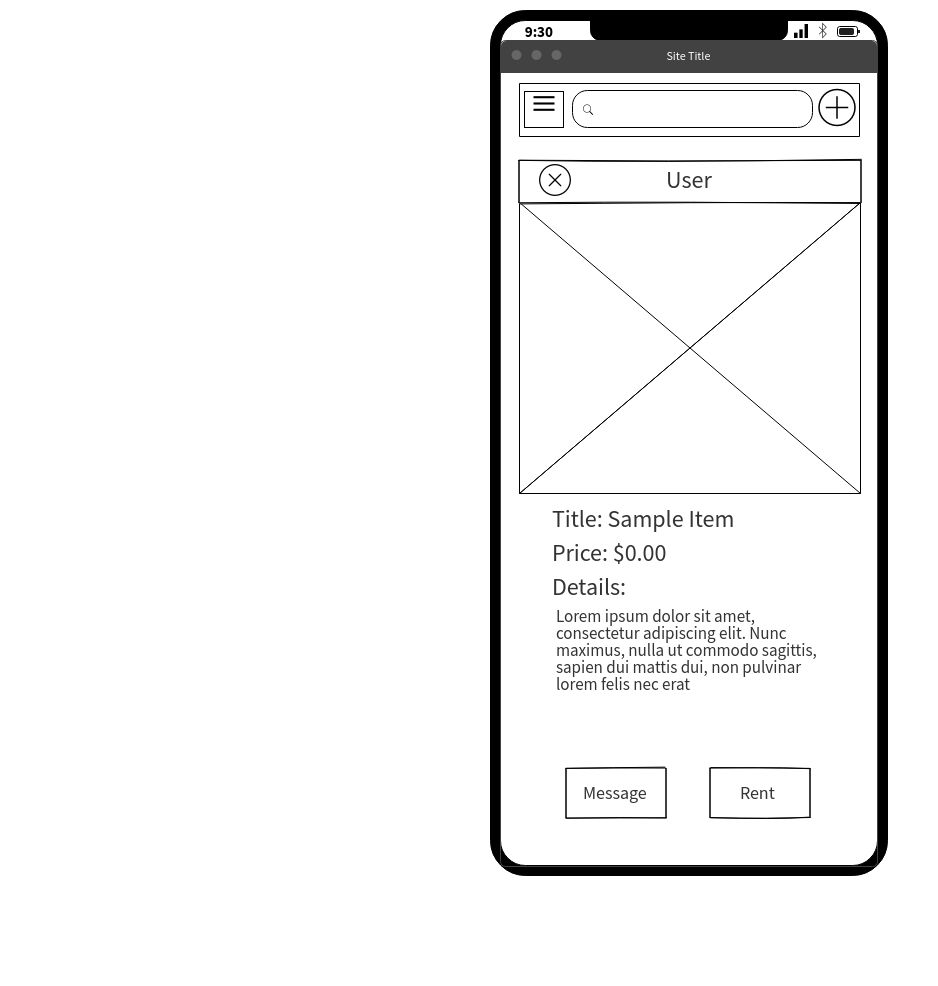 9:30
Site Title
User
Title: Sample Item
Price: $0.00
Details:
Lorem ipsum dolor sit amet,
consectetur adipiscing elit. Nunc
maximus, nulla ut commodo sagittis,
sapien dui mattis dui, non pulvinar
lorem felis nec erat
Message
Rent